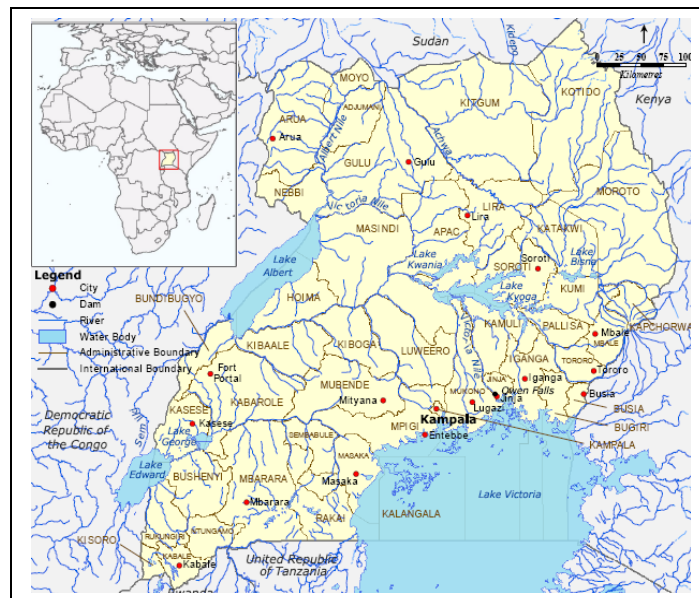 Sudan
Kidepo
0 25 50 75 100
Kilometres
Kenya
MOYO
ADJUMANI
KITGUM
KOTIDO
ARUA
Arua
Albert Nile
Achwa
GULU
Gulu
NEBBI
MOROTO
Victoria Nile
LIRA
Lira
KATAKWI
APAC
MASINDI
Lake
Kwania
Soroti
SOROTI
Lake
Bisina
Lake
Albert
Lake
Kyoga
KUMI
Legend
City
Dam
River
Water Body
Administrative Boundary
International Boundary
BUNDIBUGYO
HOIMA
Victoria Nile
KAMULI
PALLISA
KAPCHORWA
Mbale
MBALE
KIBAALE
KIBOGA
LUWEERO
IGANGA
TORORO
Tororo
Fort
Portal
KABAROLE
MUBENDE
Mityana
MUKONO
JINJA
Iganga
Owen Falls
Jinja
Lugazi
Busia
BUSIA
BUGIRI
KAMPALA
Kampala
MPIGI
Entebbe
KASESE
Kasese
Democratic
Republic of
the Congo
Lake
George
SEMBABULE
MASAKA
Masaka
Lake
Edward
BUSHENYI
MBARARA
Mbarara
Lake Victoria
KALANGALA
RAKAI
KISORO
RUKUNGIRI
NTUNGAMO
KABALE
Kabale
United Republic
of Tanzania
Rwanda